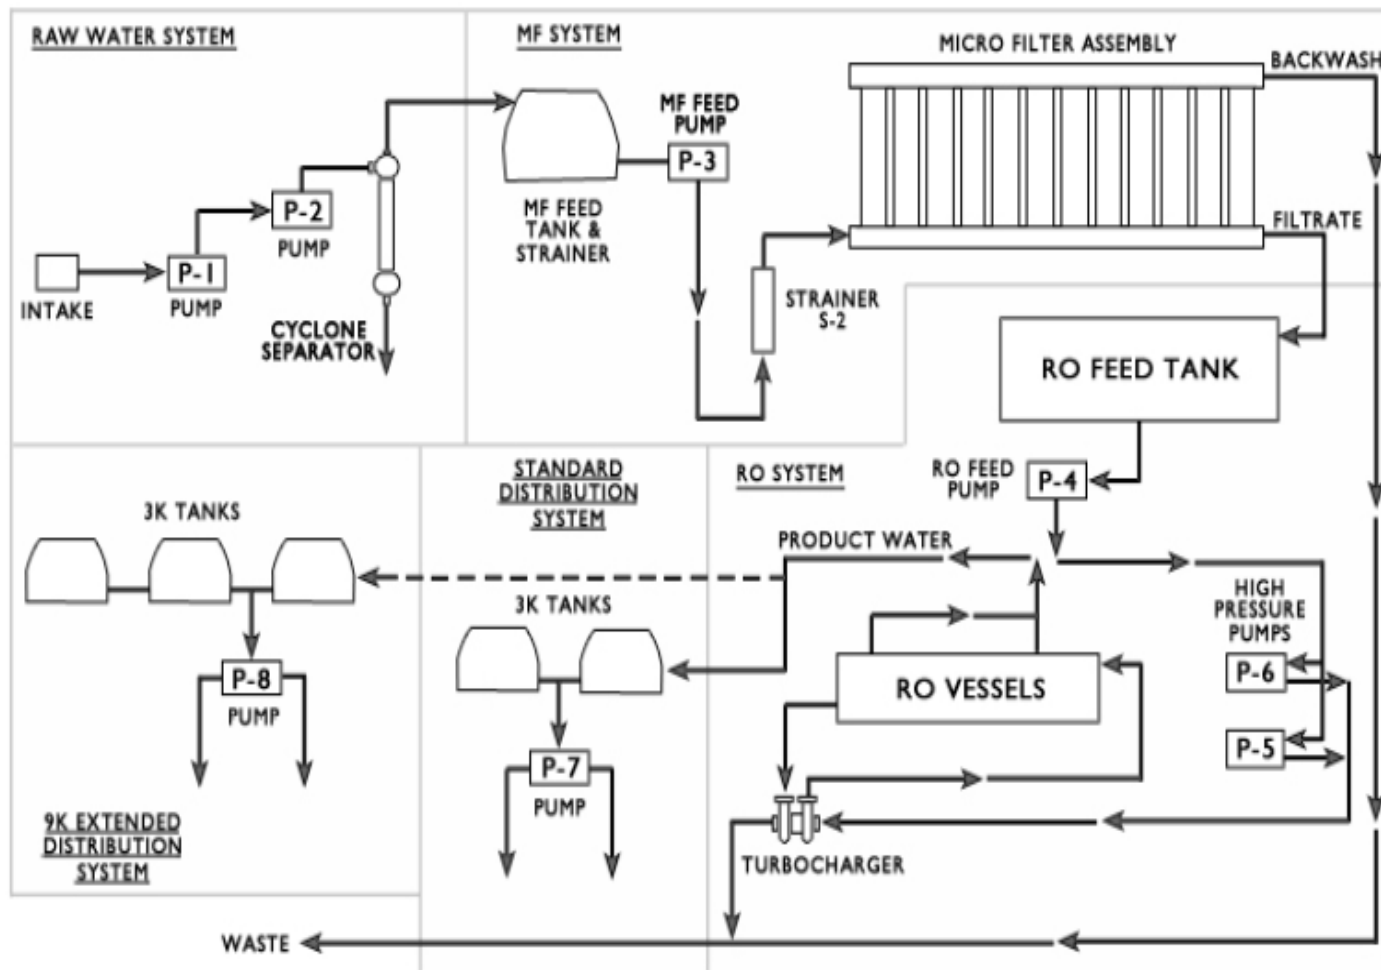 RAW WATER SYSTEM
INTAKE
P-1
PUMP
P-2
PUMP
CYCLONE
SEPARATOR
MF SYSTEM
MF FEED
TANK &
STRAINER
MF FEED
PUMP
P-3
STRAINER
S-2
MICRO FILTER ASSEMBLY
BACKWASH
FILTRATE
RO FEED TANK
RO SYSTEM
RO FEED
PUMP
P-4
PRODUCT WATER
HIGH
PRESSURE
PUMPS
P-6
P-5
RO VESSELS
TURBOCHARGER
STANDARD
DISTRIBUTION
SYSTEM
3K TANKS
P-7
PUMP
3K TANKS
P-8
PUMP
9K EXTENDED
DISTRIBUTION
SYSTEM
WASTE